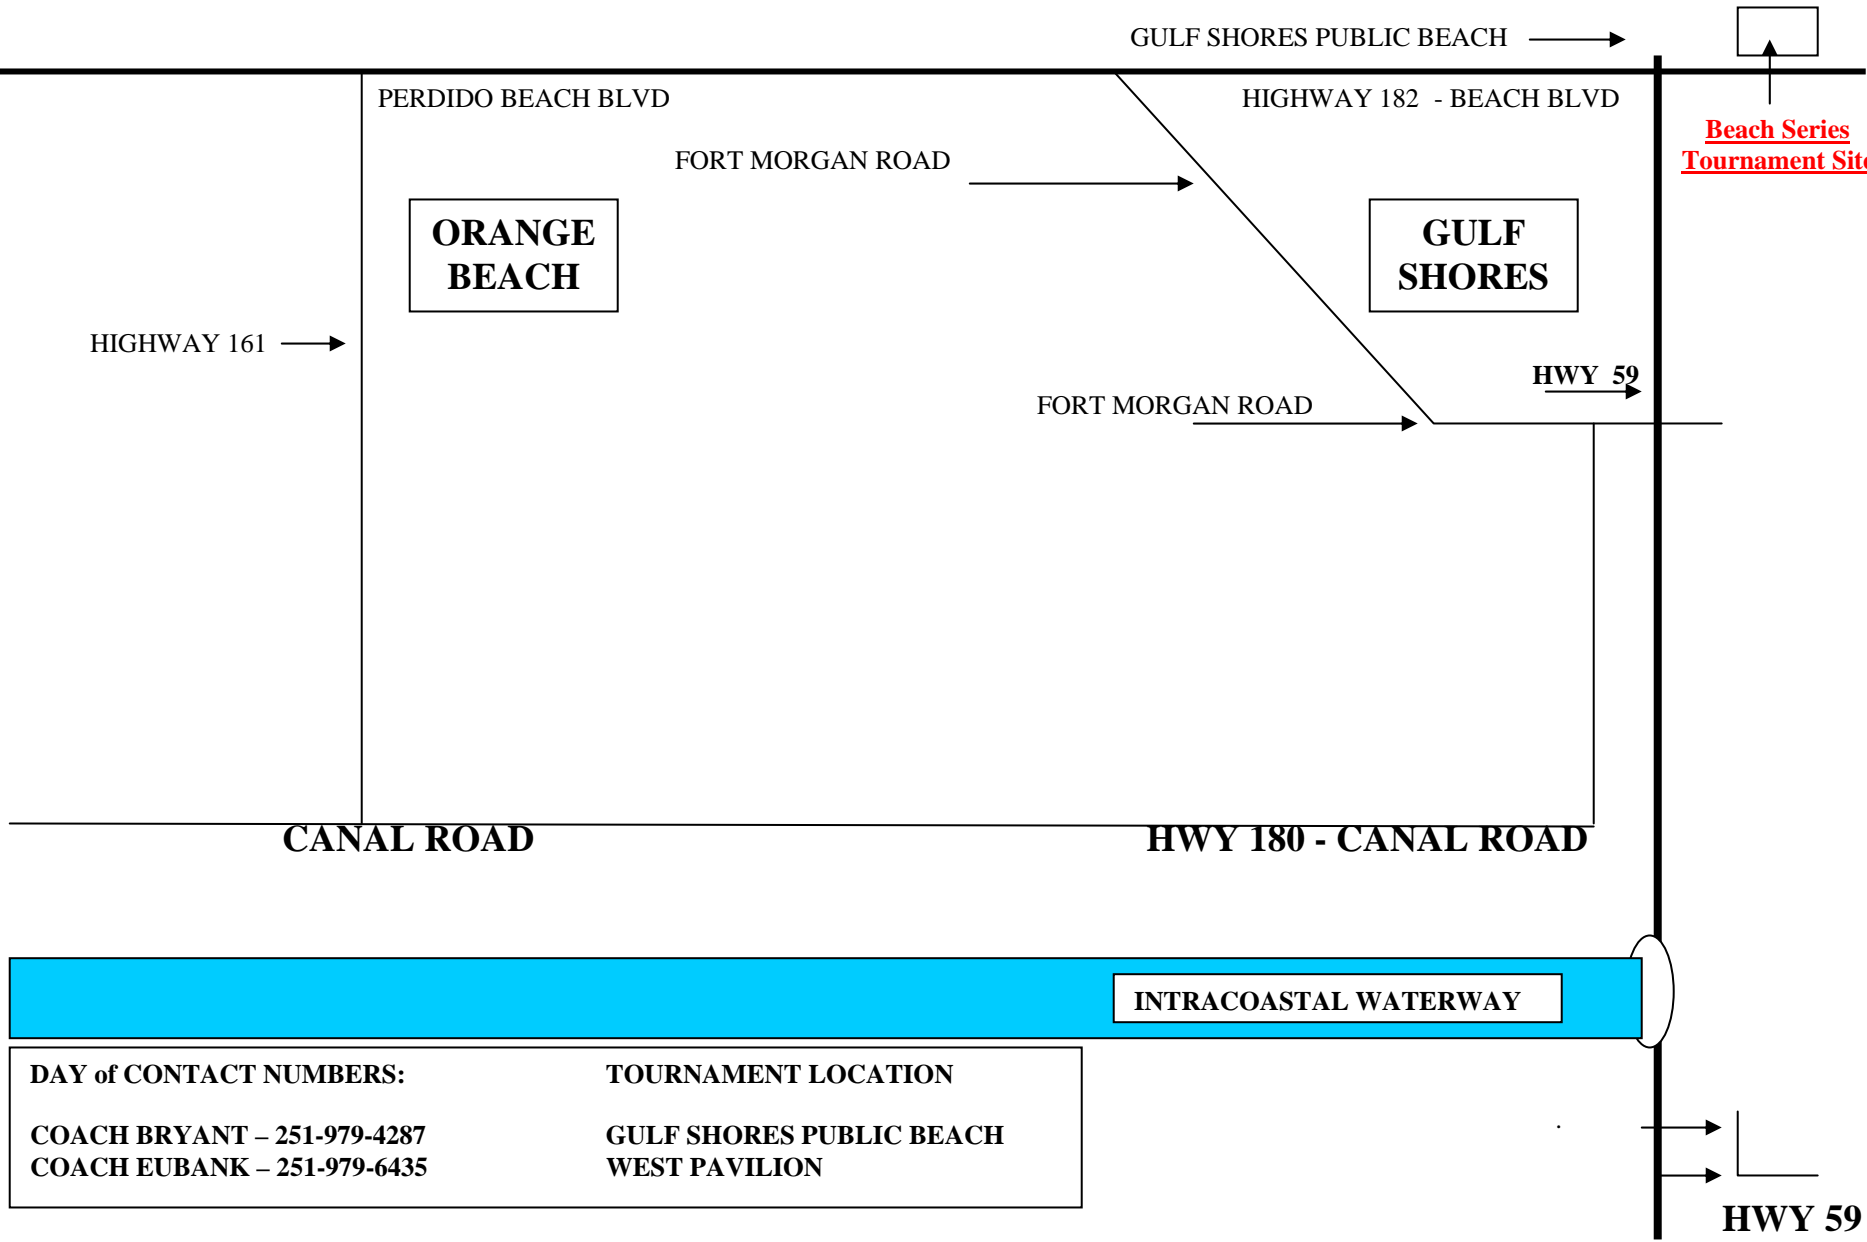 GULF SHORES PUBLIC BEACH
PERDIDO BEACH BLVD
HIGHWAY 182 - BEACH BLVD
Beach Series
Tournament Site
FORT MORGAN ROAD
ORANGE
BEACH
GULF
SHORES
HIGHWAY 161
HWY 59
FORT MORGAN ROAD
CANAL ROAD
HWY 180 - CANAL ROAD
INTRACOASTAL WATERWAY
DAY of CONTACT NUMBERS:
TOURNAMENT LOCATION
COACH BRYANT – 251-979-4287
GULF SHORES PUBLIC BEACH
COACH EUBANK – 251-979-6435
WEST PAVILION
.
HWY 59